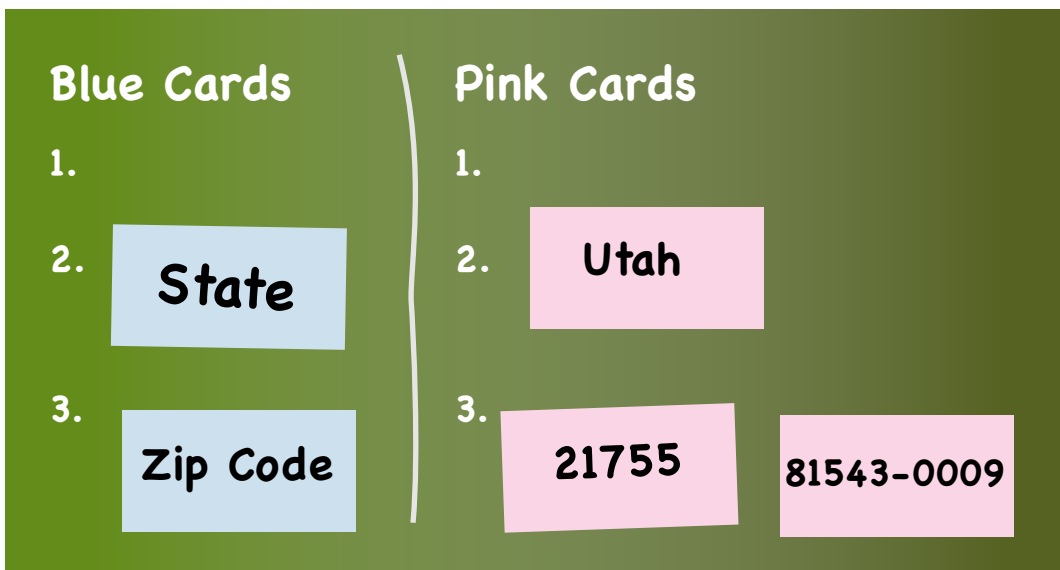 Blue Cards
1.
2. State
3. Zip Code
Pink Cards
1.
2. Utah
3. 21755 81543-0009